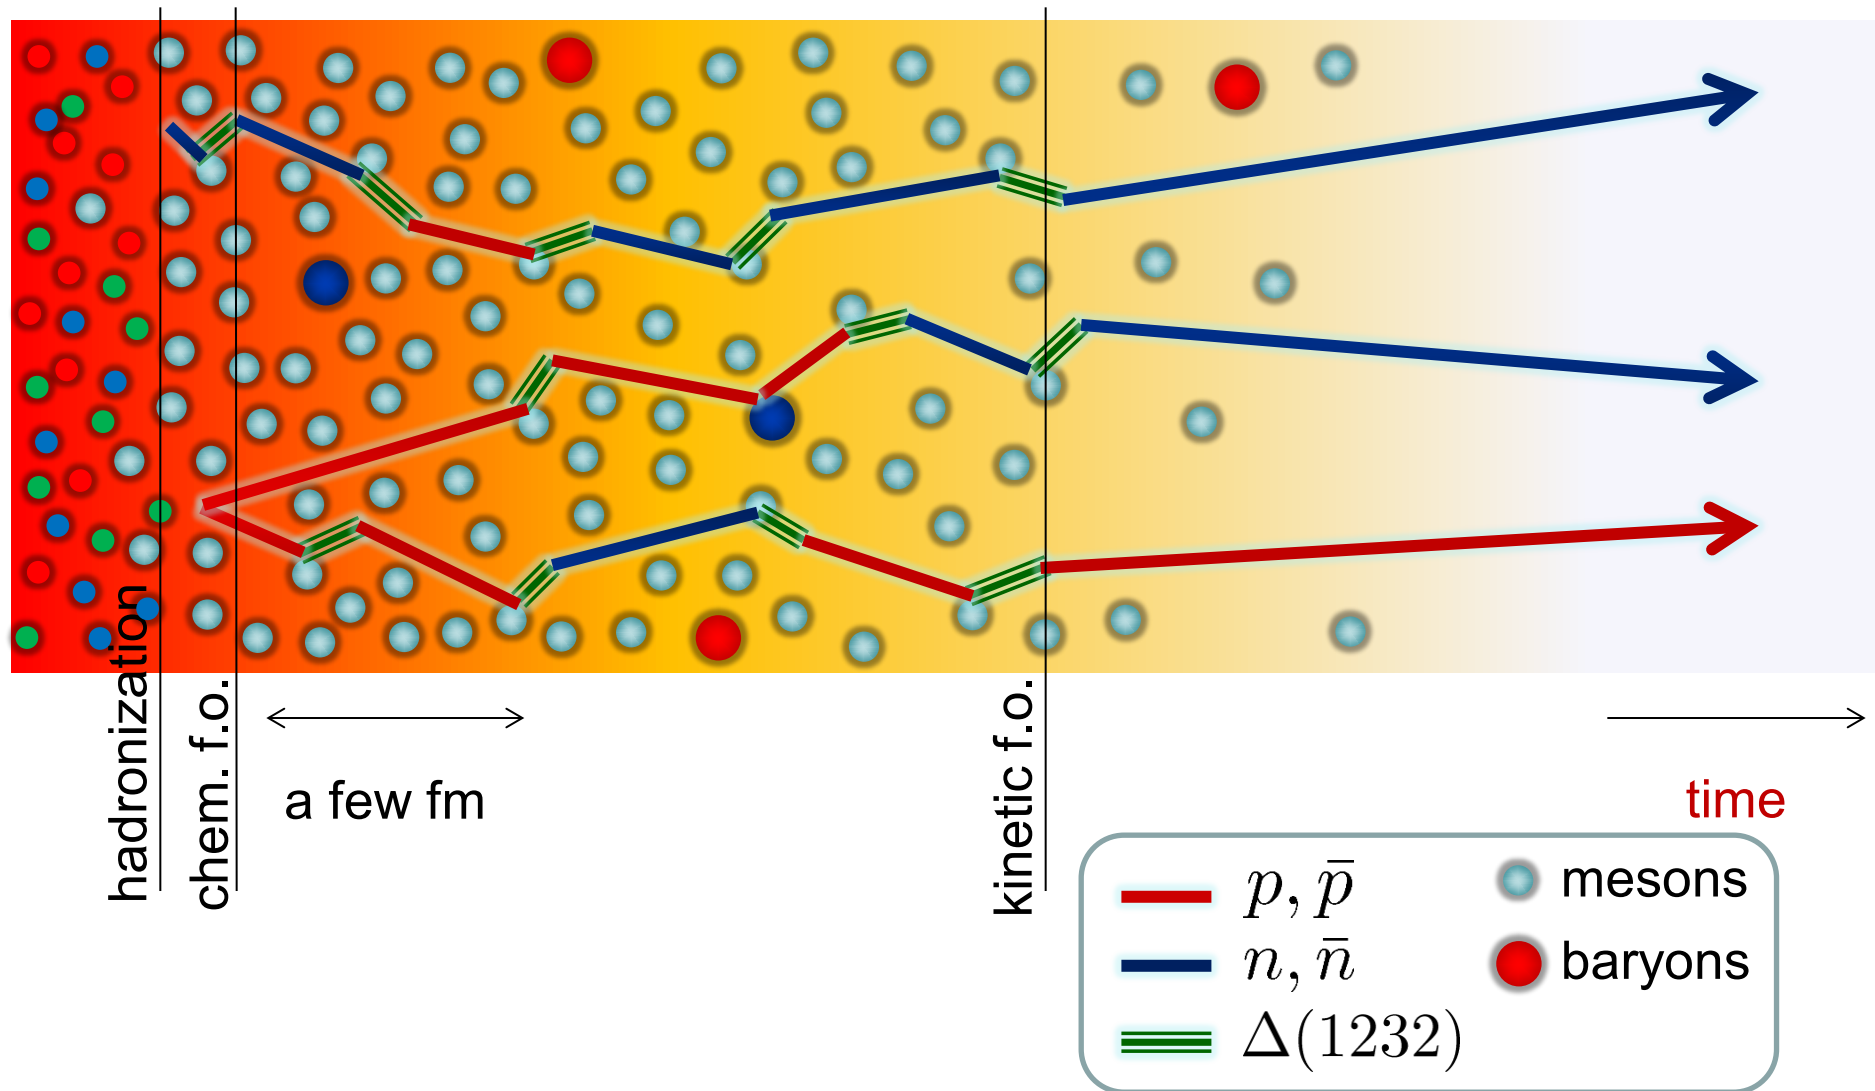 hadronization
chem. f.o.
a few fm
kinetic f.o.
time
p, p̄
n, n̄
Δ(1232)
mesons
baryons